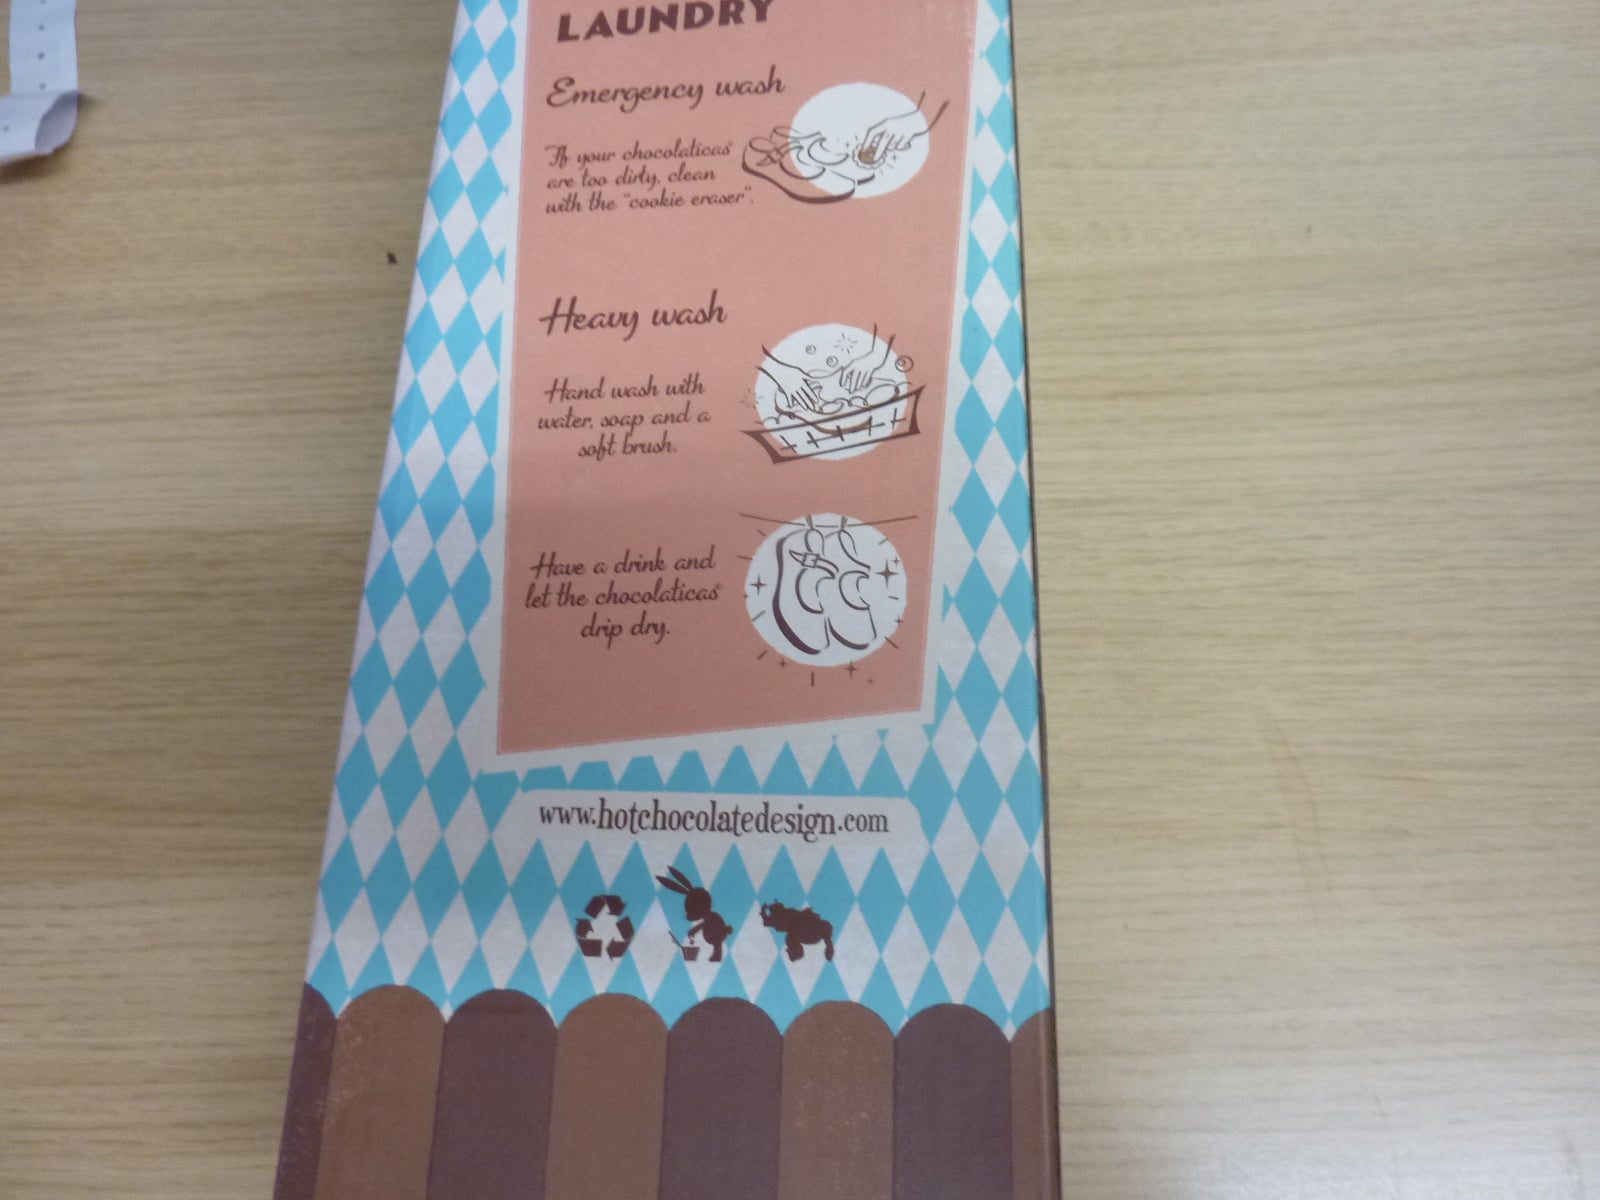 LAUNDRY
Emergency wash
If your chocolaticas®
are too dirty, clean
with the "cookie eraser".
Heavy wash
Hand wash with
water, soap and a
soft brush.
Have a drink and
let the chocolaticas®
drip dry.
www.hotchocolatedesign.com